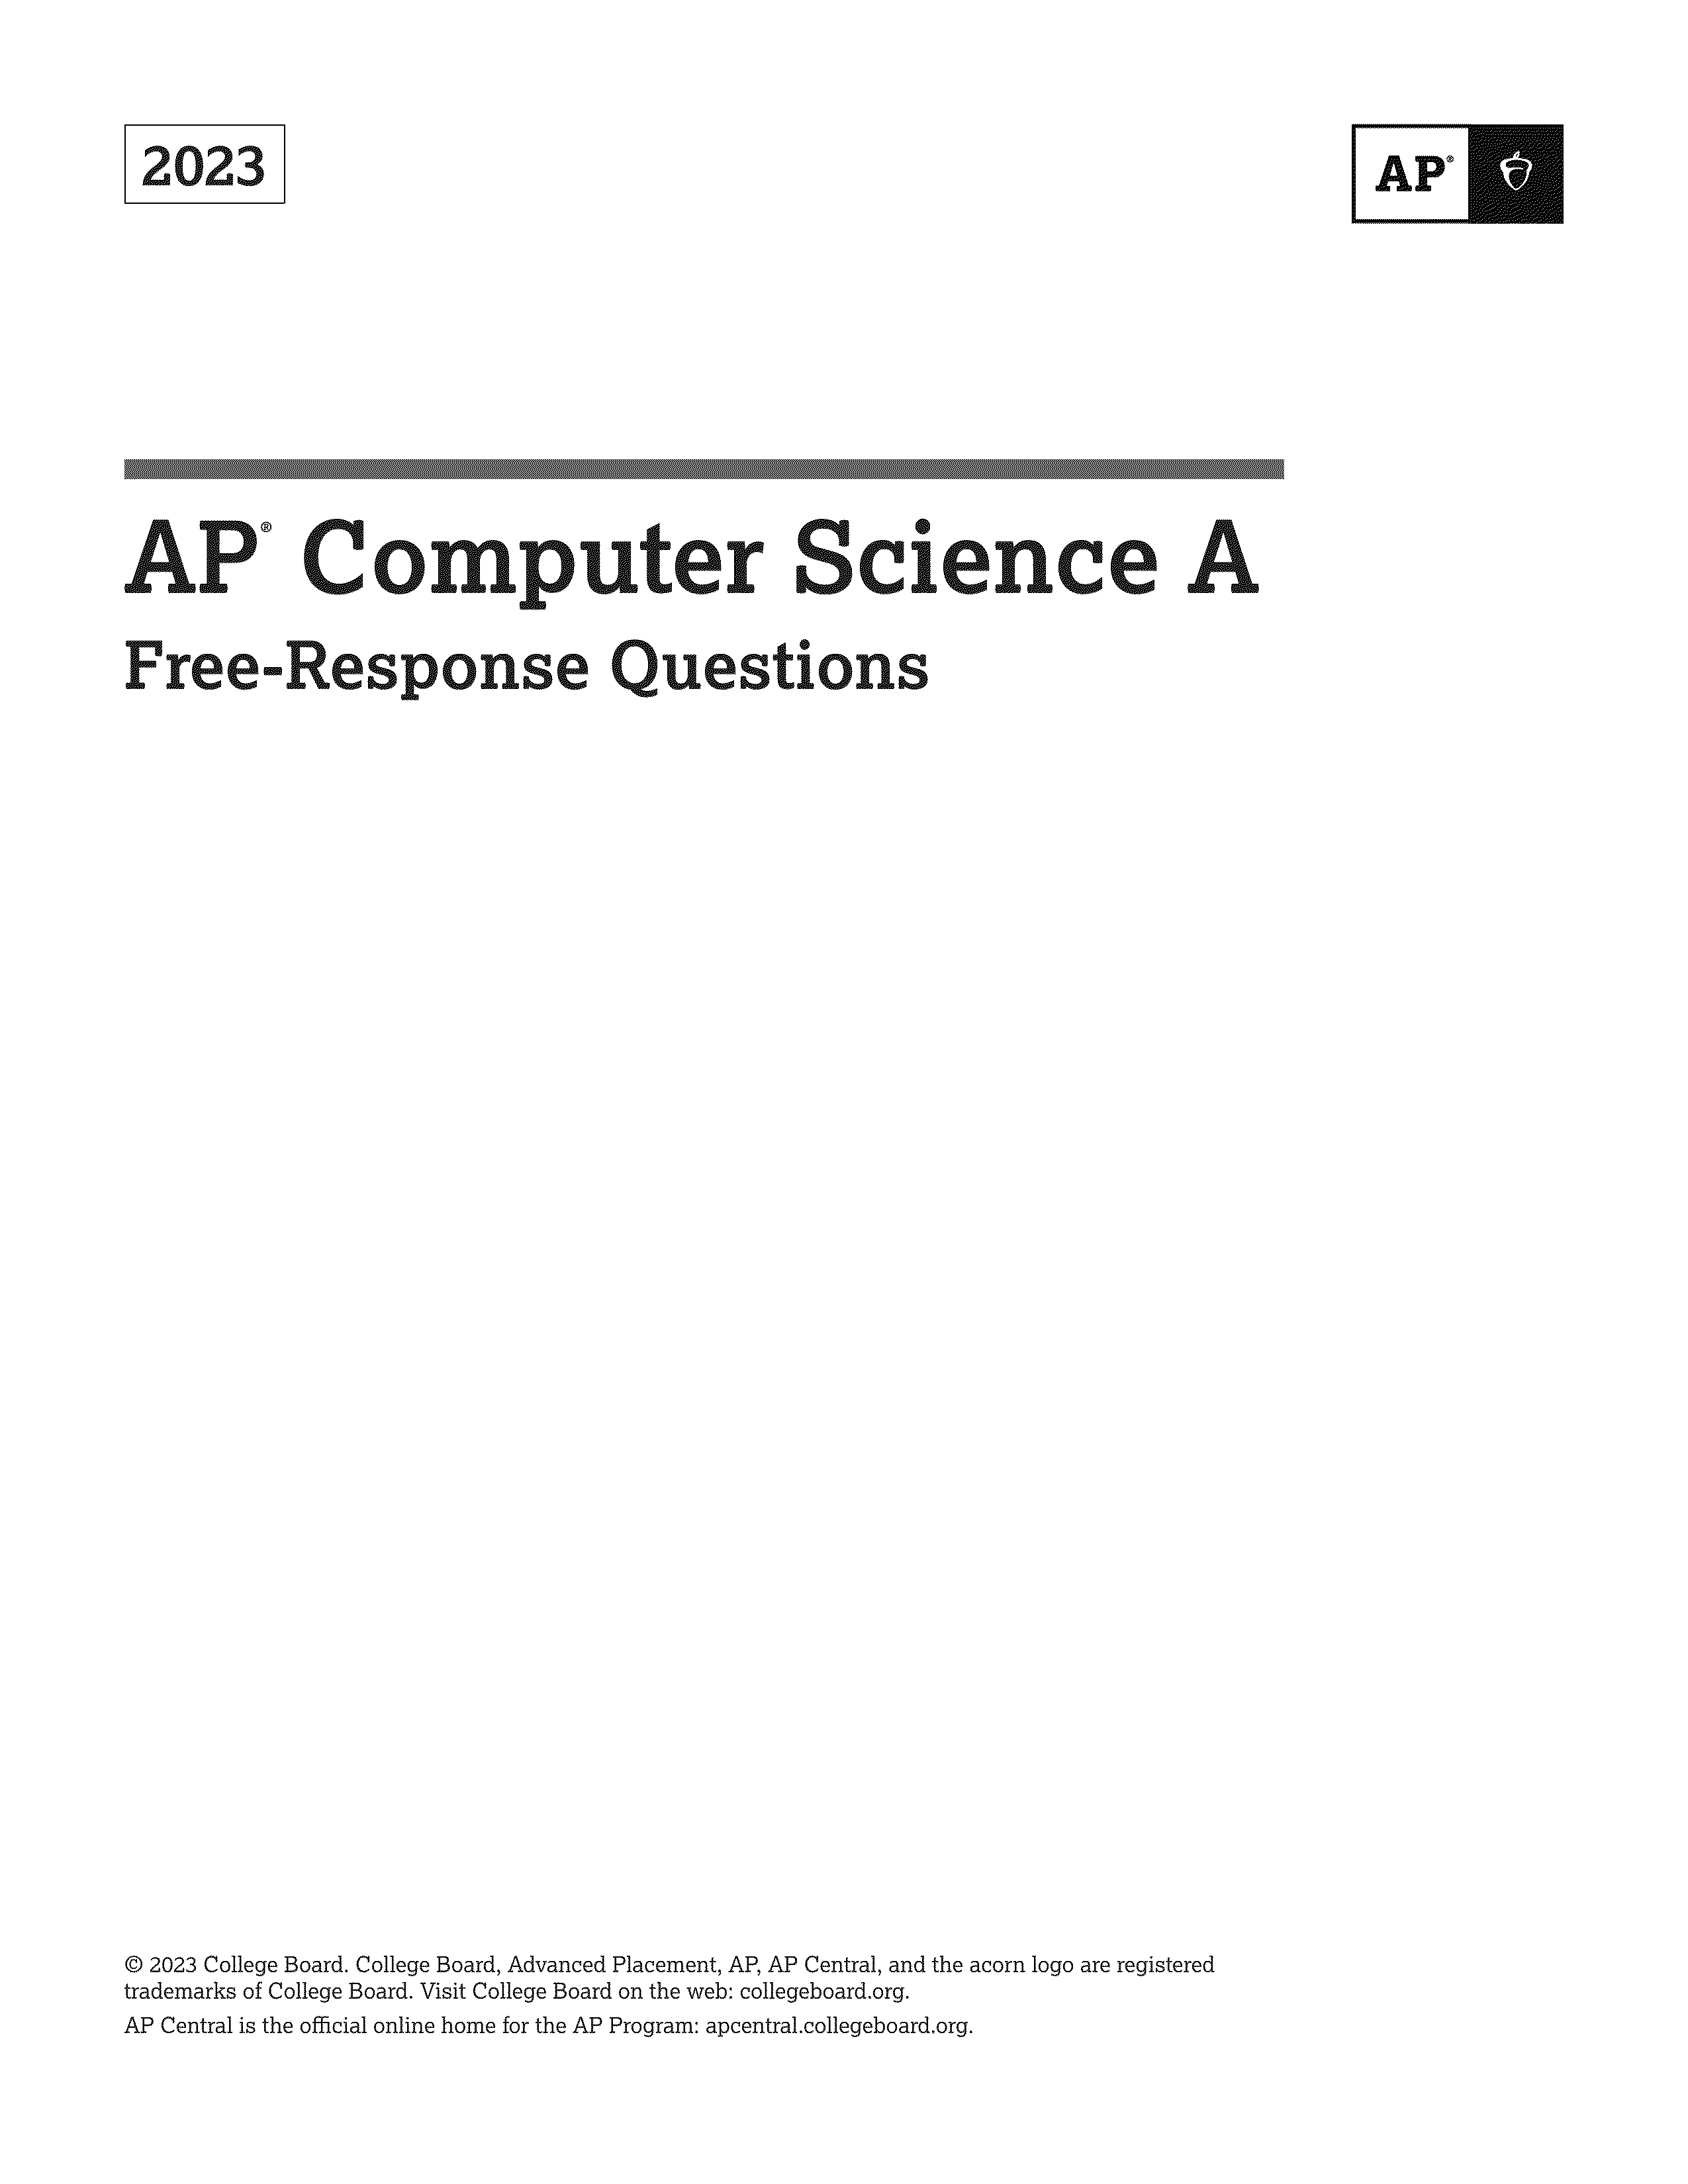 2023
AP®
AP® Computer Science A
Free-Response Questions
© 2023 College Board. College Board, Advanced Placement, AP, AP Central, and the acorn logo are registered
trademarks of College Board. Visit College Board on the web: collegeboard.org.
AP Central is the official online home for the AP Program: apcentral.collegeboard.org.